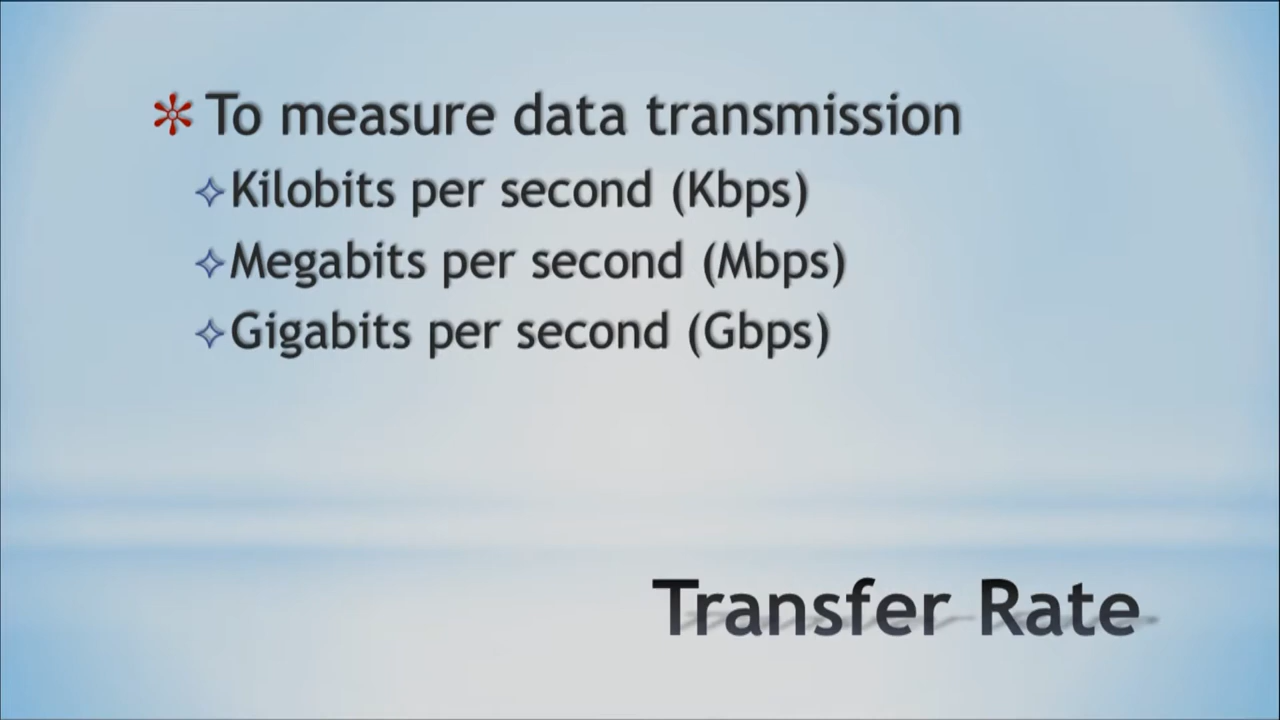 To measure data transmission
Kilobits per second (Kbps)
Megabits per second (Mbps)
Gigabits per second (Gbps)
Transfer Rate